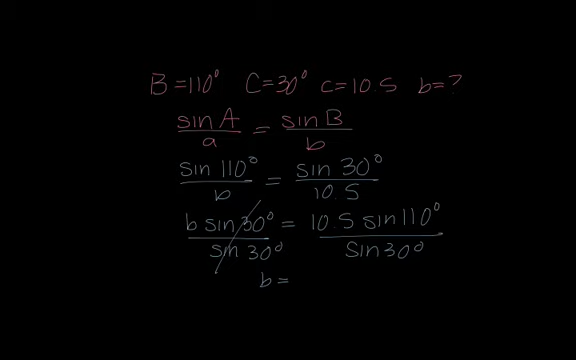 B=110° C=30° c=10.5 b=?
sin A / a = sin B / b
sin 110° / b = sin 30° / 10.5
b sin 30° / sin 30° = 10.5 sin 110° / sin 30°
b =